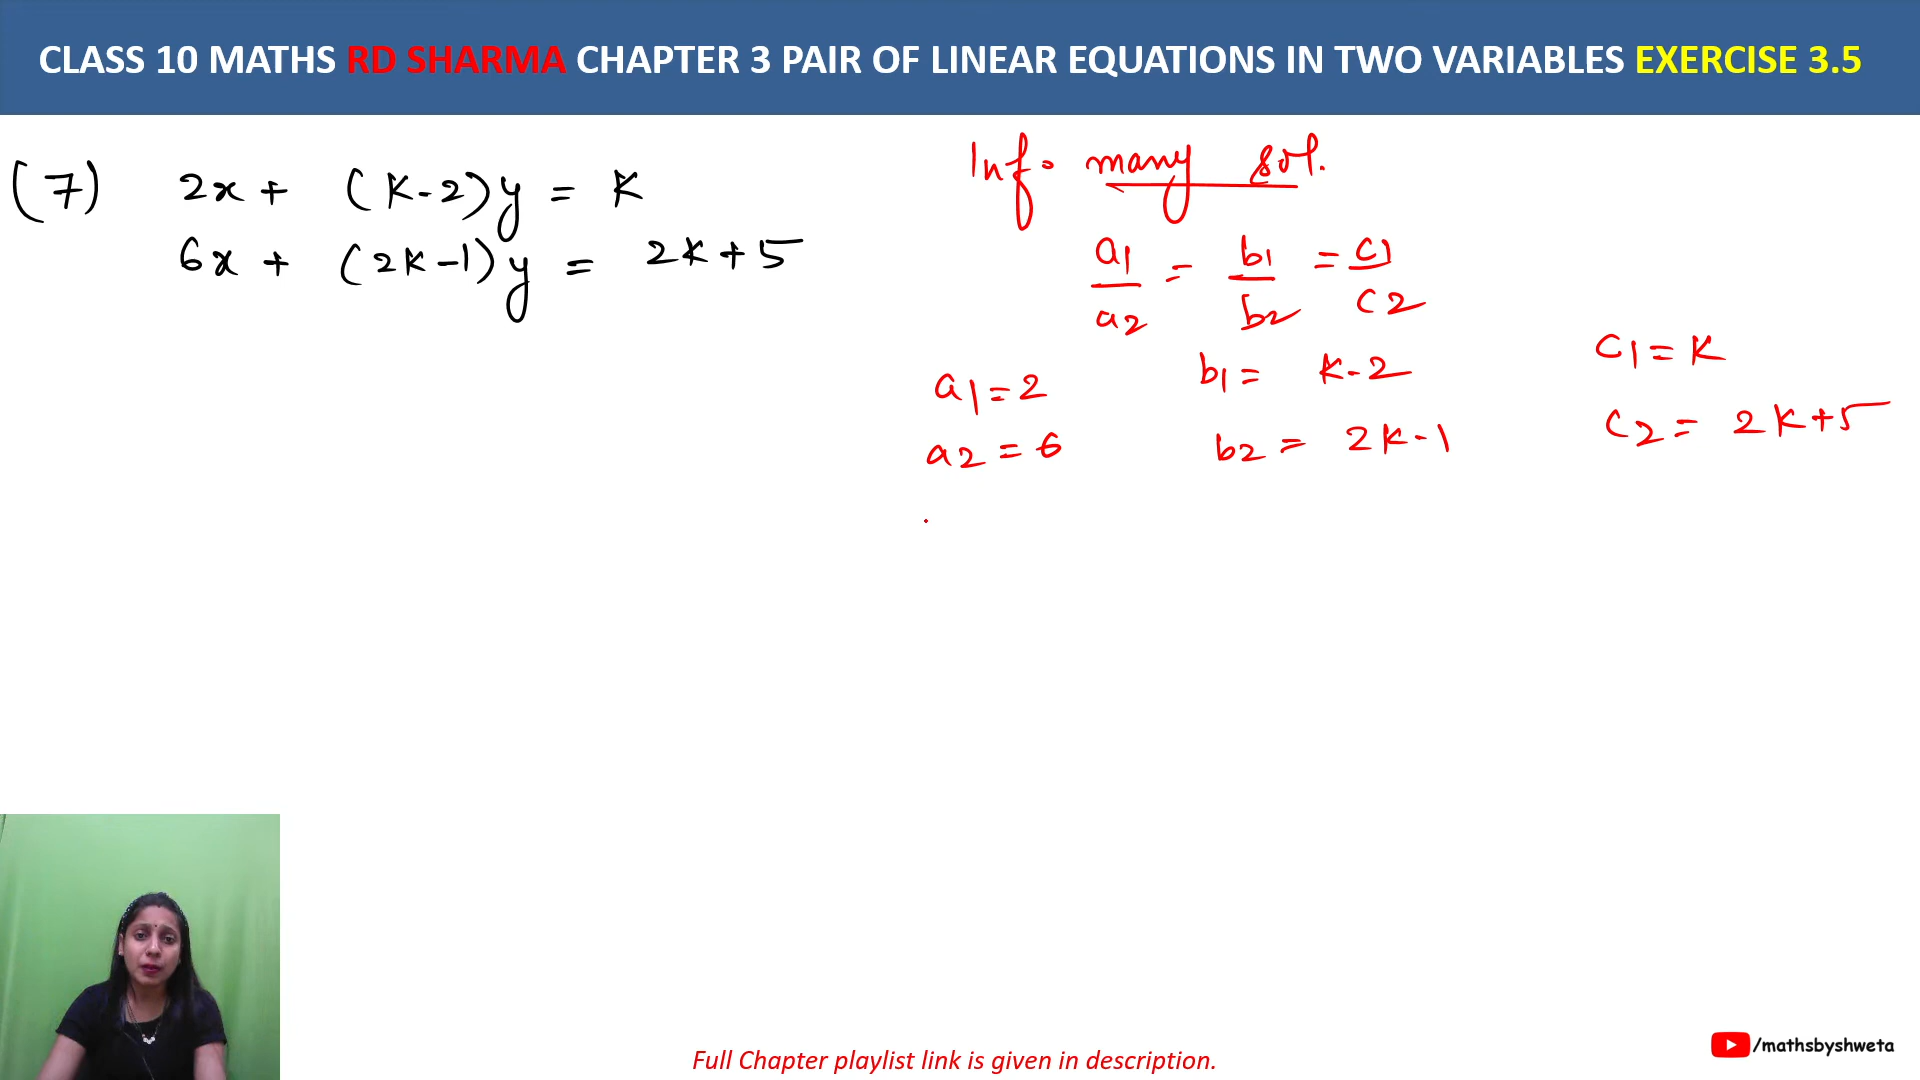 CLASS 10 MATHS RD SHARMA CHAPTER 3 PAIR OF LINEAR EQUATIONS IN TWO VARIABLES EXERCISE 3.5
(7) 2x + (k-2)y = k
6x + (2k-1)y = 2k+5
Inf. many sol.
a1/a2 = b1/b2 = c1/c2
a1=2 b1= k-2 c1=k
a2=6 b2= 2k-1 c2= 2k+5
Full Chapter playlist link is given in description.
/mathsbyshweta